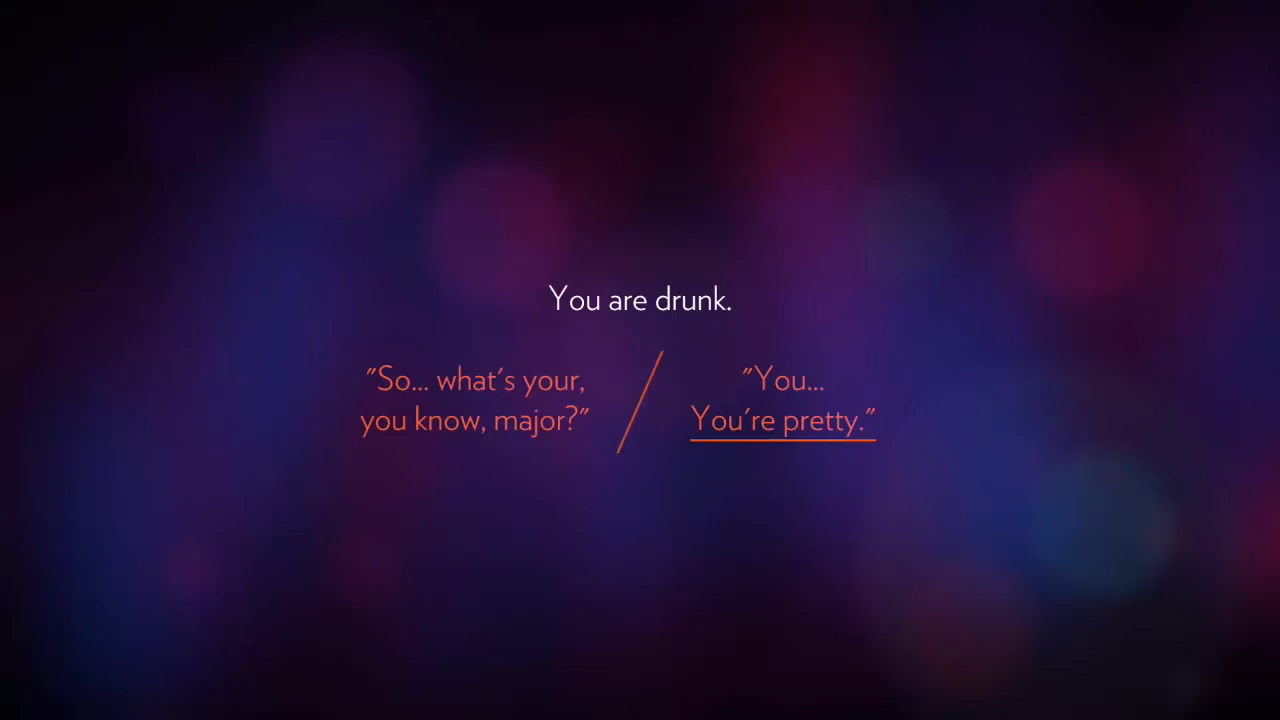 You are drunk.
"So... what's your,
you know, major?"
"You...
You're pretty."